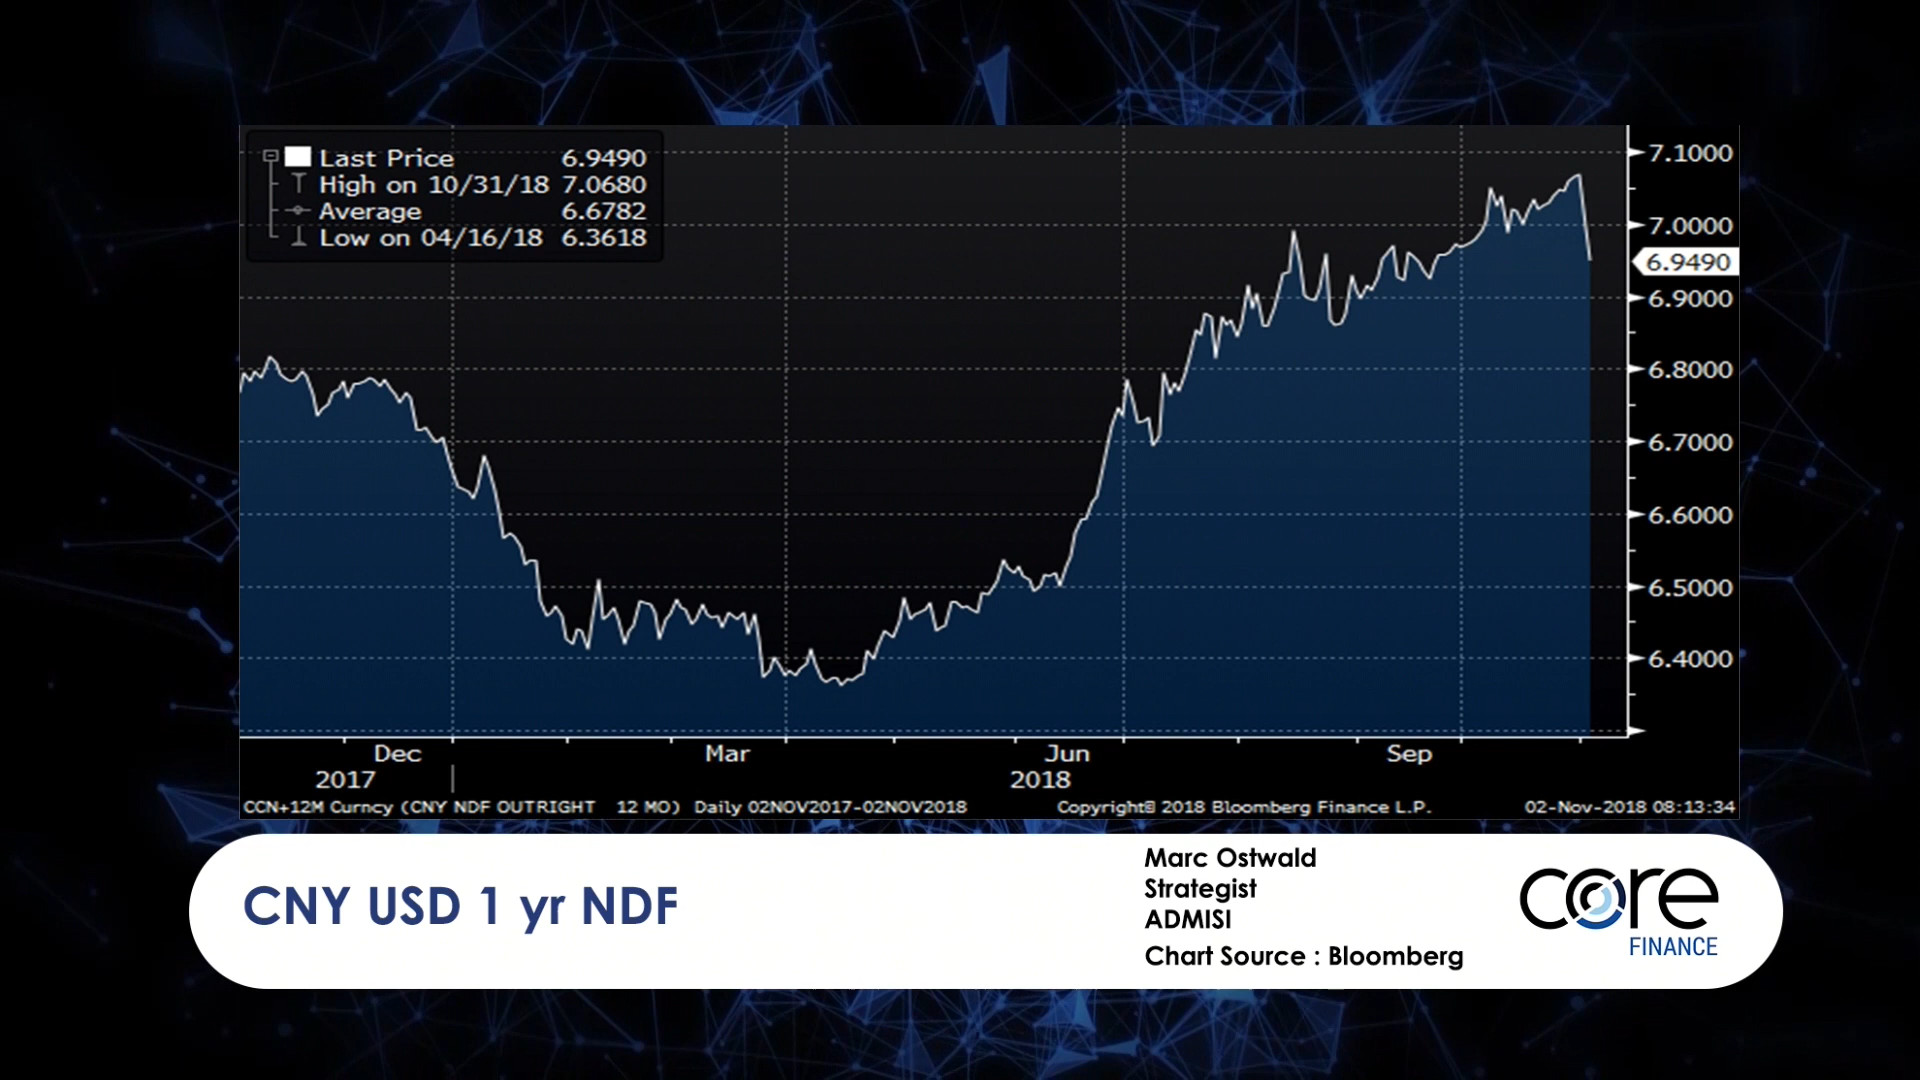 Last Price 6.9490
High on 10/31/18 7.0680
Average 6.6782
Low on 04/16/18 6.3618
7.1000
7.0000
6.9490
6.9000
6.8000
6.7000
6.6000
6.5000
6.4000
Dec Mar Jun Sep
2017 2018
CCN+12M Curncy (CNY NDF OUTRIGHT 12 MO) Daily 02NOV2017-02NOV2018 Copyright© 2018 Bloomberg Finance L.P. 02-Nov-2018 08:13:34
CNY USD 1 yr NDF
Marc Ostwald
Strategist
ADMISI
Chart Source : Bloomberg
core
FINANCE